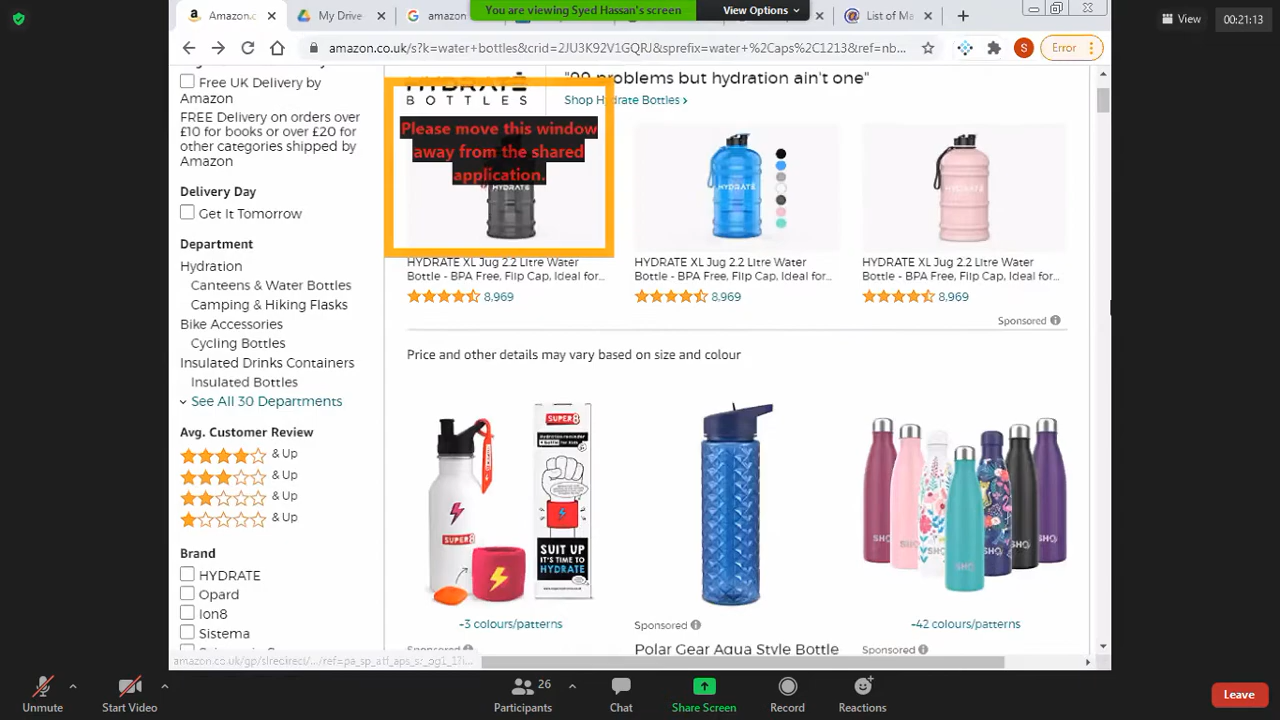 You are viewing Syed Hassan's screen
View Options
View
00:21:13
Amazon.c
My Drive
amazon
List of Ma
amazon.co.uk/s?k=water+bottles&crid=2JU3K92V1GQRJ&sprefix=water+%2Caps%2C1213&ref=nb...
S
Error
Free UK Delivery by
Amazon
FREE Delivery on orders over
£10 for books or over £20 for
other categories shipped by
Amazon
Delivery Day
Get It Tomorrow
Department
Hydration
Canteens & Water Bottles
Camping & Hiking Flasks
Bike Accessories
Cycling Bottles
Insulated Drinks Containers
Insulated Bottles
See All 30 Departments
Avg. Customer Review
& Up
& Up
& Up
& Up
Brand
HYDRATE
Opard
Ion8
Sistema
HYDRATE
BOTTLES
"99 problems but hydration ain't one"
Shop Hydrate Bottles
Please move this window
away from the shared
application.
HYDRATE
HYDRATE
HYDRATE
HYDRATE XL Jug 2.2 Litre Water
Bottle - BPA Free, Flip Cap, Ideal for...
8,969
HYDRATE XL Jug 2.2 Litre Water
Bottle - BPA Free, Flip Cap, Ideal for...
8,969
HYDRATE XL Jug 2.2 Litre Water
Bottle - BPA Free, Flip Cap, Ideal for...
8,969
Sponsored
Price and other details may vary based on size and colour
SUPER8
SUPER8
SUIT UP
IT'S TIME TO
HYDRATE
SHO
SHO
SHO
+3 colours/patterns
Sponsored
Sponsored
Polar Gear Aqua Style Bottle
+42 colours/patterns
Sponsored
Unmute
Start Video
26
Participants
Chat
Share Screen
Record
Reactions
Leave